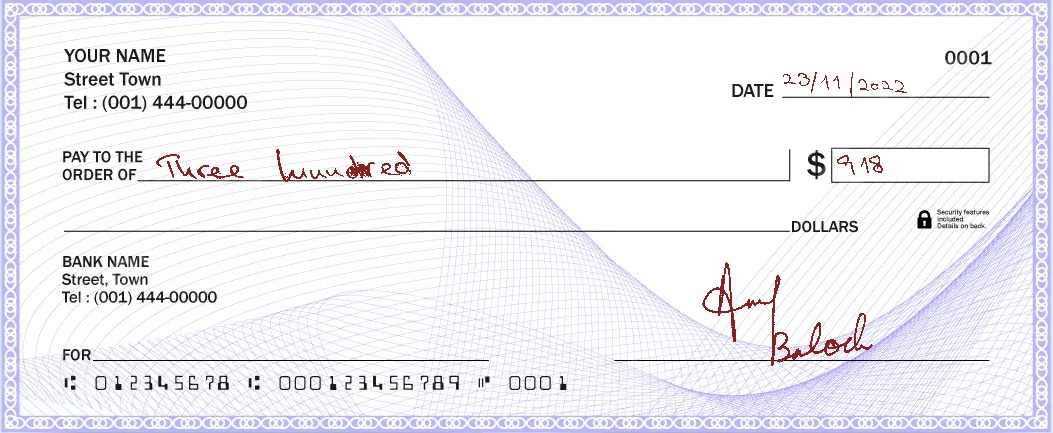 YOUR NAME
0001
Street Town
DATE 23/11/2022
Tel : (001) 444-00000
PAY TO THE
ORDER OF Three hundred
$ 918
DOLLARS
Security features
included.
Details on back.
BANK NAME
Street, Town
Tel : (001) 444-00000
Baloch
FOR
⑆ 012345678 ⑆ 000123456789 ⑈ 0001